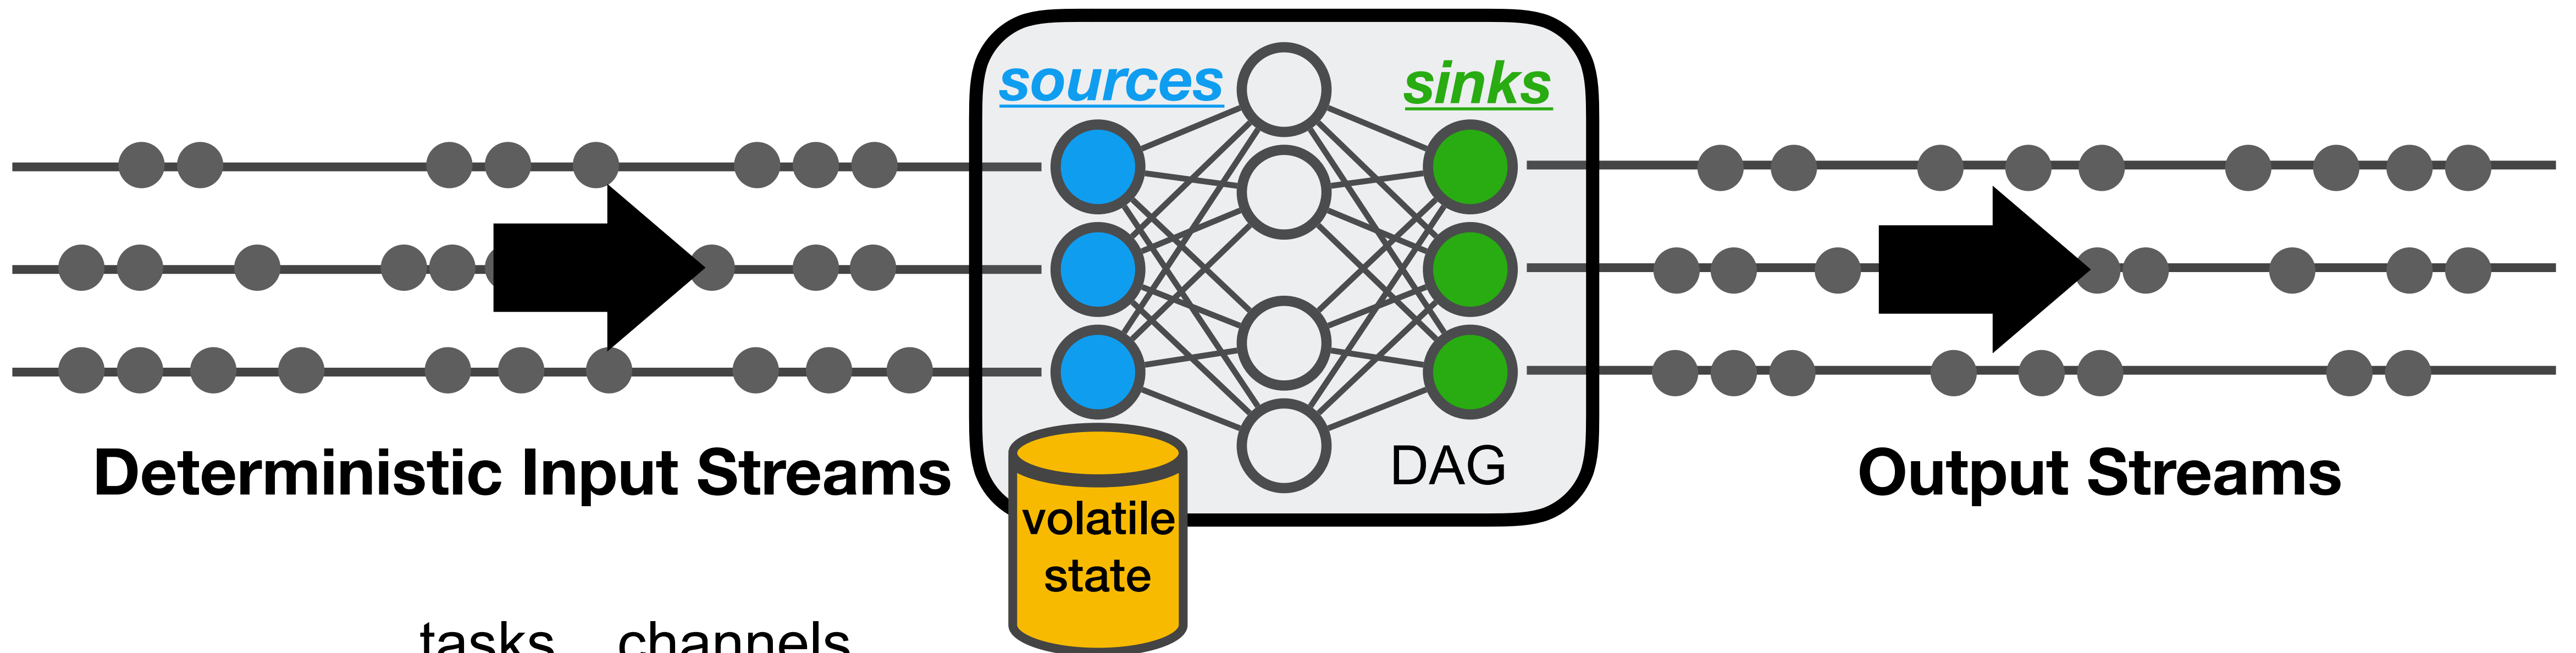 sources
sinks
Deterministic Input Streams
DAG
Output Streams
volatile
state
tasks channels